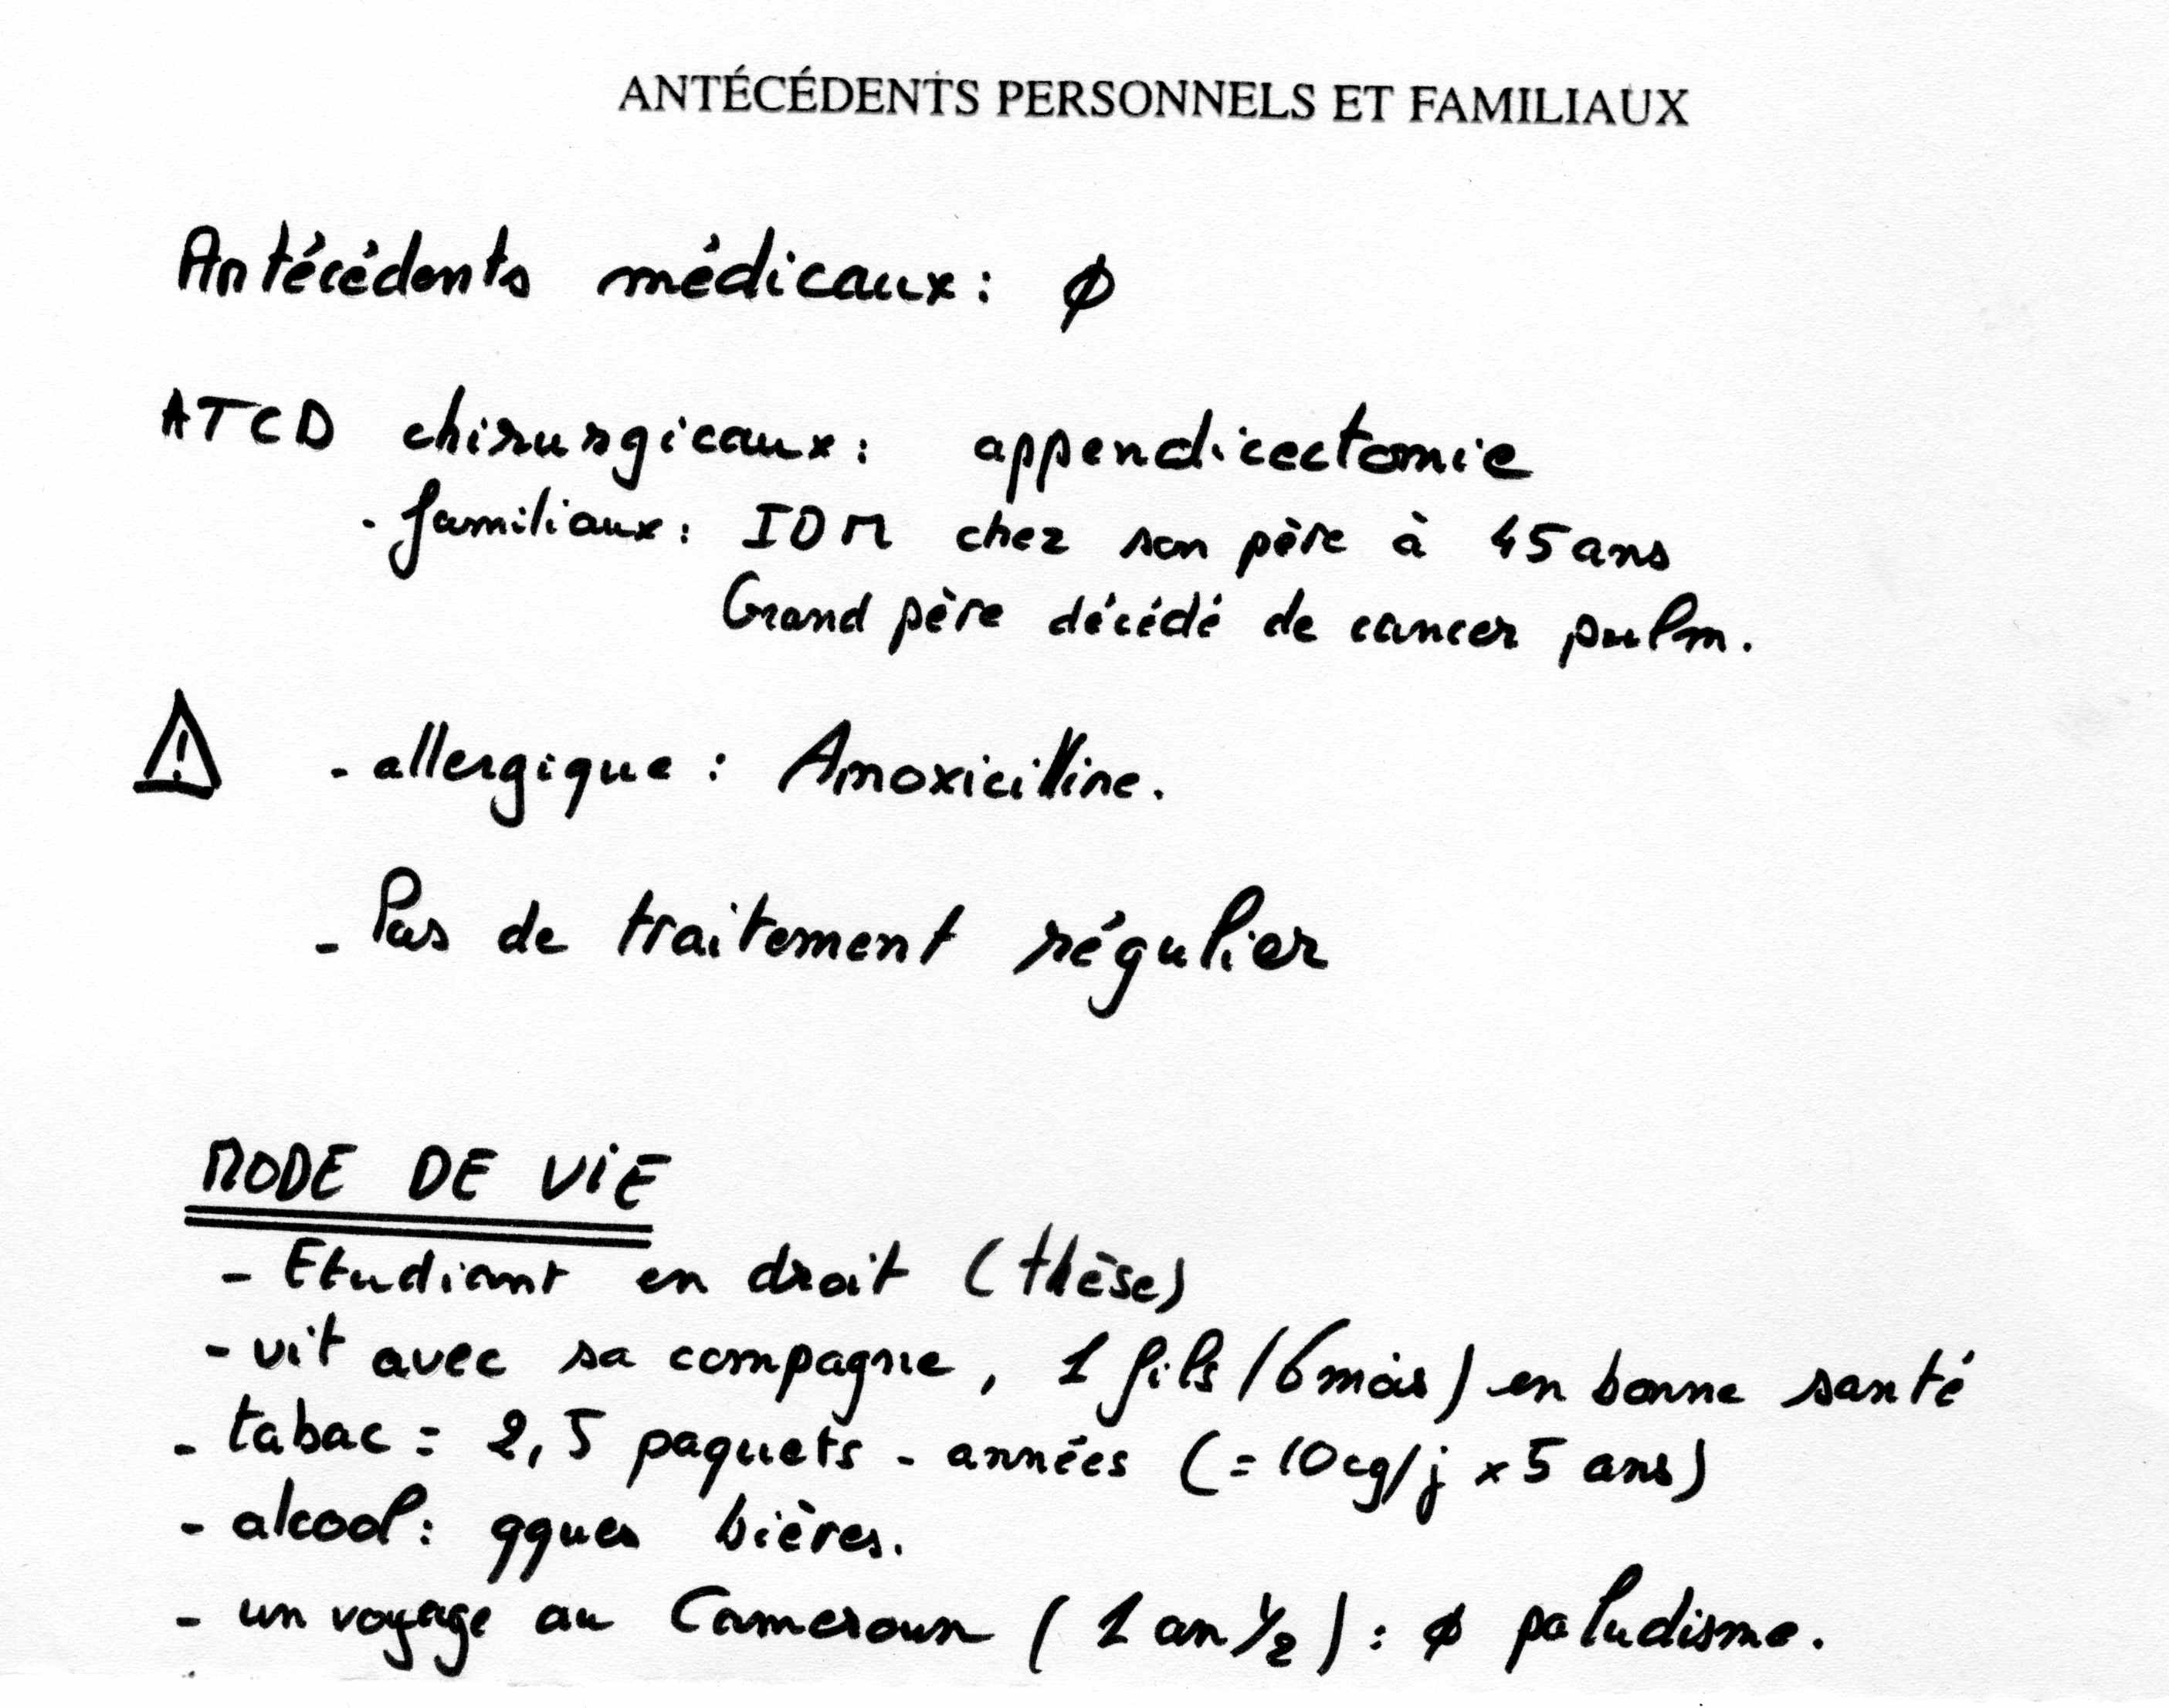 ANTÉCÉDENTS PERSONNELS ET FAMILIAUX
Antécédents médicaux : ∅
ATCD chirurgicaux : appendicectomie
- familiaux : IDM chez son père à 45 ans
Grand père décédé de cancer pulm.
⚠ - allergique : Amoxicilline.
- Pas de traitement régulier
MODE DE ViE
- Etudiant en droit (thèse)
- vit avec sa compagne, 1 fils (6 mois) en bonne santé
- tabac = 2,5 paquets - années (= 10 cg/j x 5 ans)
- alcool : qques bières.
- un voyage au Cameroun (1 an 1/2) : ∅ paludisme.